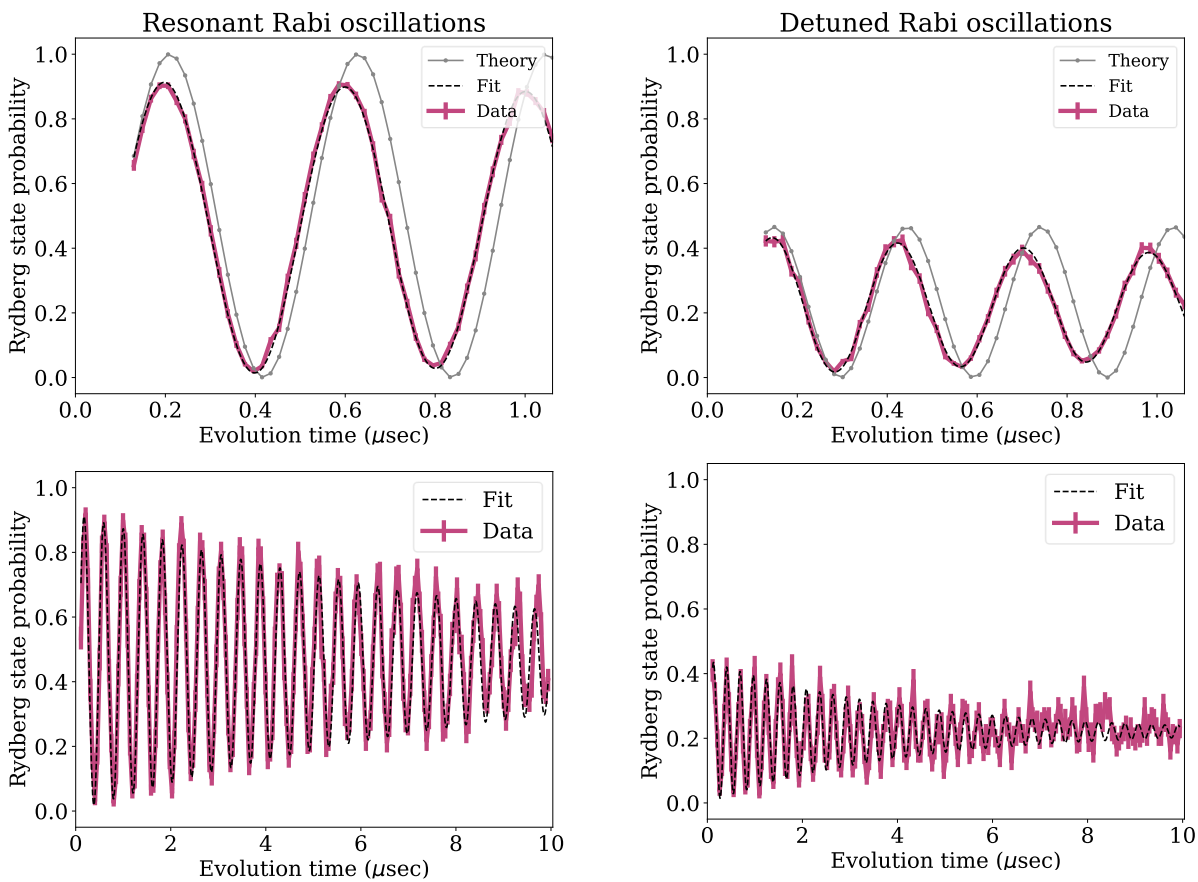 Resonant Rabi oscillations
Rydberg state probability
1.0
0.8
0.6
0.4
0.2
0.0
Theory
Fit
Data
0.0 0.2 0.4 0.6 0.8 1.0
Evolution time (μsec)
Detuned Rabi oscillations
Rydberg state probability
1.0
0.8
0.6
0.4
0.2
0.0
Theory
Fit
Data
0.0 0.2 0.4 0.6 0.8 1.0
Evolution time (μsec)
Rydberg state probability
1.0
0.8
0.6
0.4
0.2
0.0
Fit
Data
0 2 4 6 8 10
Evolution time (μsec)
Rydberg state probability
1.0
0.8
0.6
0.4
0.2
0.0
Fit
Data
0 2 4 6 8 10
Evolution time (μsec)